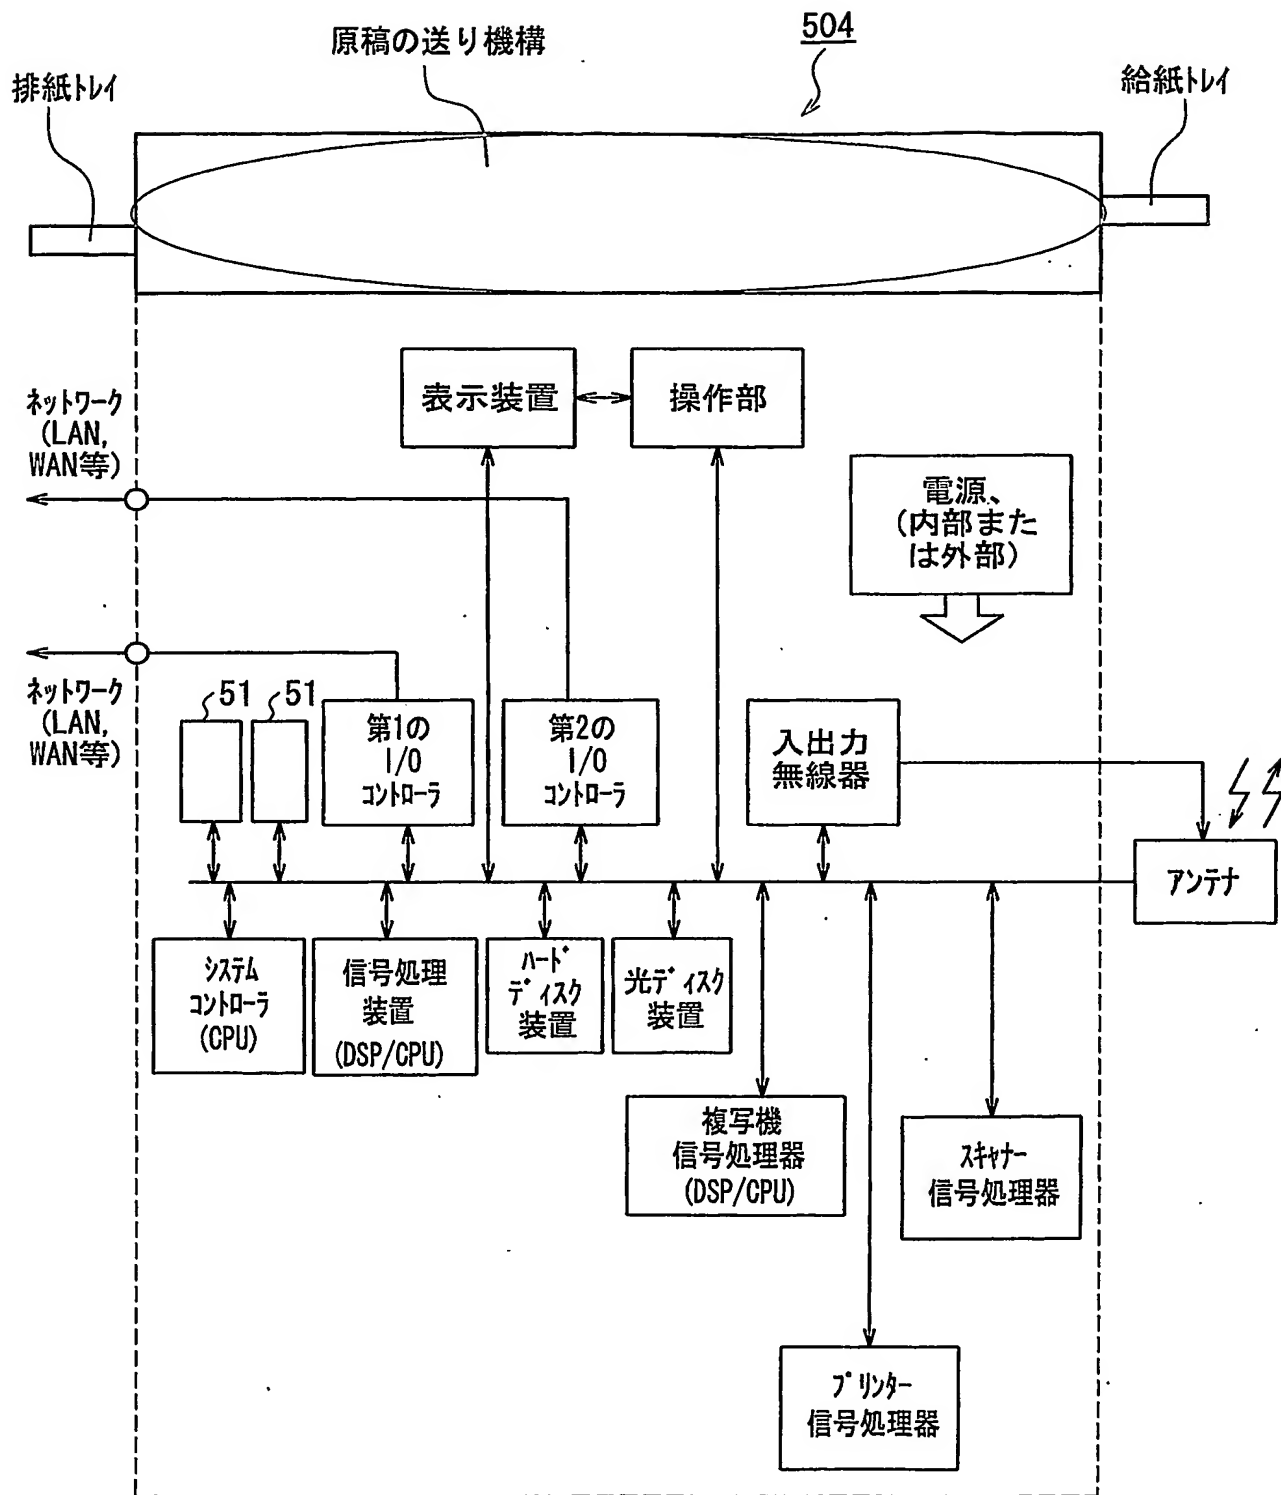 504
原稿の送り機構
排紙トレイ
給紙トレイ
表示装置
操作部
ネットワーク
(LAN,
WAN等)
電源、
(内部また
は外部)
ネットワーク
(LAN,
WAN等)
51
51
第1の
I/O
コントローラ
第2の
I/O
コントローラ
入出力
無線器
アンテナ
システム
コントローラ
(CPU)
信号処理
装置
(DSP/CPU)
ハード
ディスク
装置
光ディスク
装置
複写機
信号処理器
(DSP/CPU)
スキャナー
信号処理器
プリンター
信号処理器